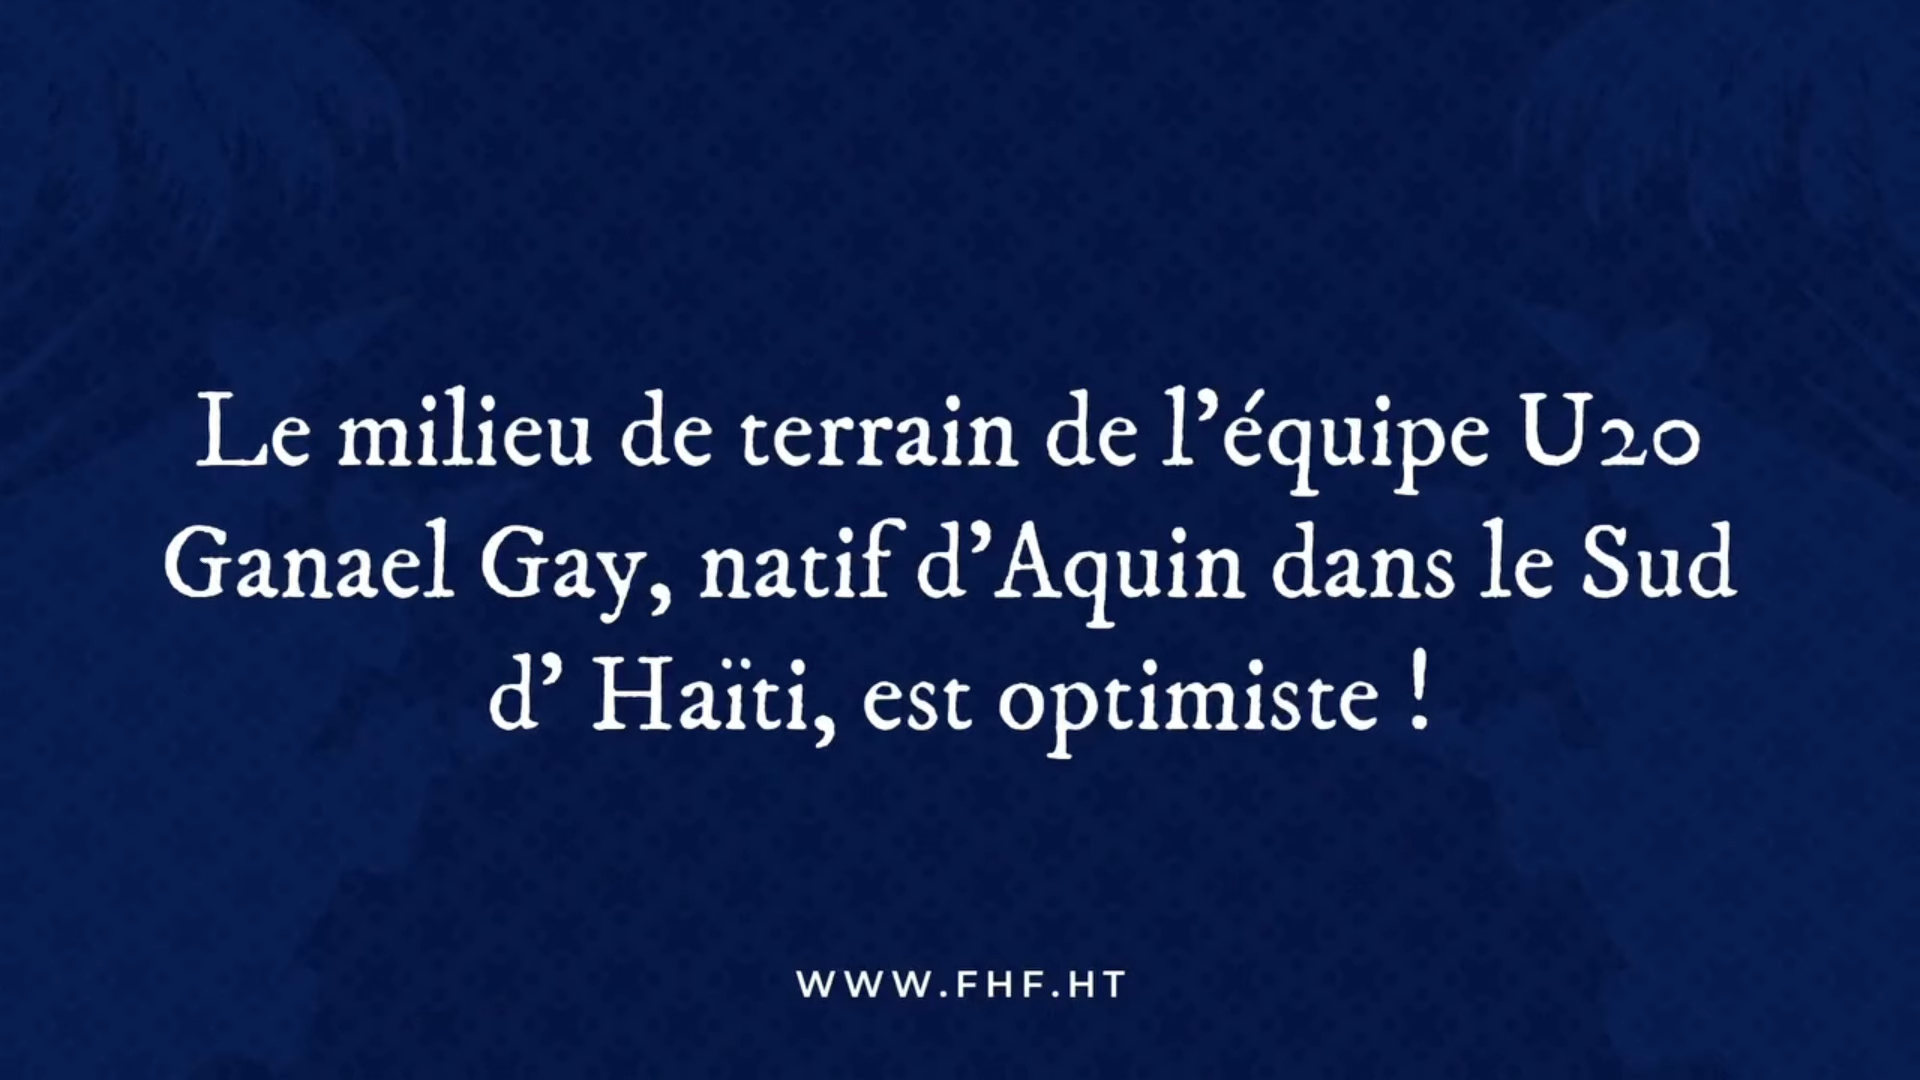 Le milieu de terrain de l’équipe U20
Ganael Gay, natif d’Aquin dans le Sud
d’ Haïti, est optimiste !
WWW.FHF.HT